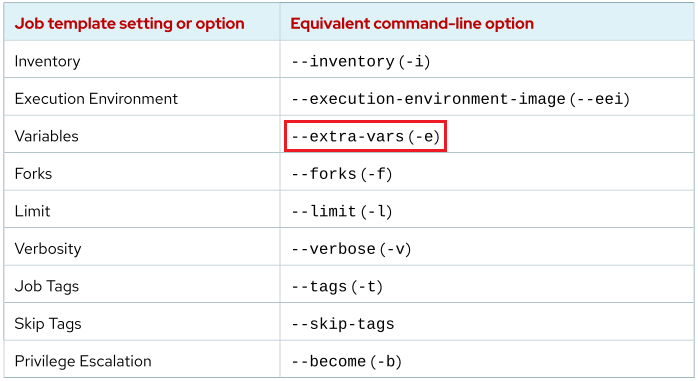 Job template setting or option Equivalent command-line option
Inventory --inventory (-i)
Execution Environment --execution-environment-image (--eei)
Variables --extra-vars (-e)
Forks --forks (-f)
Limit --limit (-l)
Verbosity --verbose (-v)
Job Tags --tags (-t)
Skip Tags --skip-tags
Privilege Escalation --become (-b)